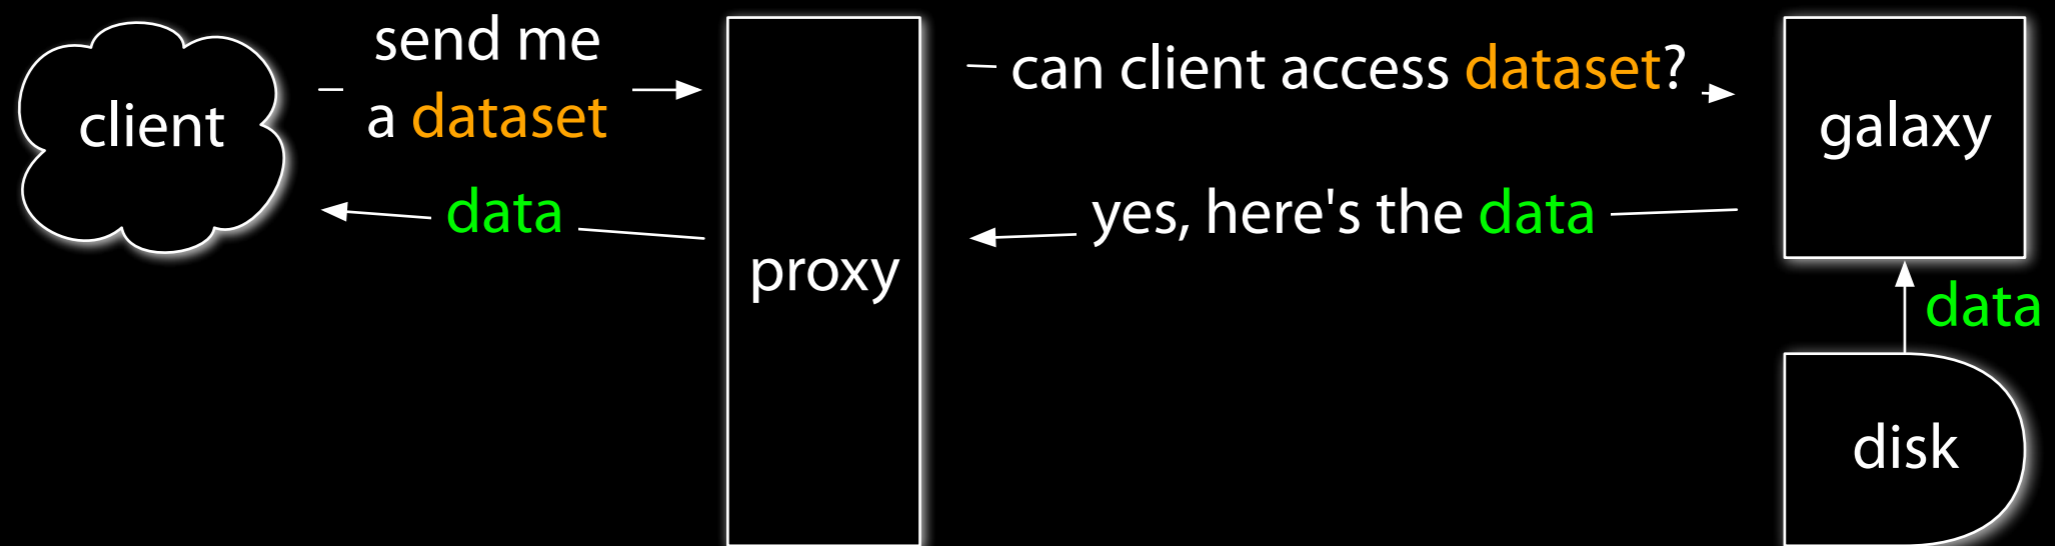 client
send me
a dataset
data
proxy
can client access dataset?
yes, here's the data
galaxy
data
disk